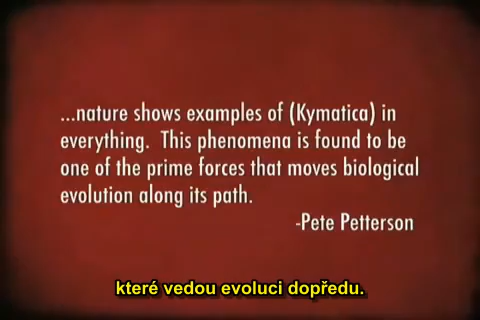 ...nature shows examples of (Kymatica) in
everything.  This phenomena is found to be
one of the prime forces that moves biological
evolution along its path.
-Pete Petterson
které vedou evoluci dopředu.